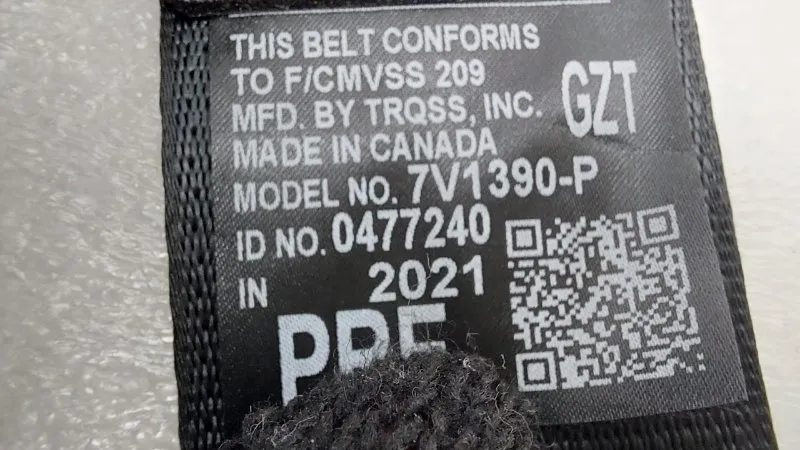 THIS BELT CONFORMS
TO F/CMVSS 209
MFD. BY TRQSS, INC.
GZT
MADE IN CANADA
MODEL NO. 7V1390-P
ID NO. 0477240
IN 2021